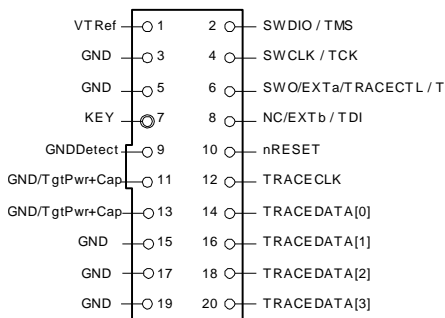 VTRef 1 2 SWDIO / TMS
GND 3 4 SWCLK / TCK
GND 5 6 SWO/EXTa/TRACECTL / T
KEY 7 8 NC/EXTb / TDI
GNDDetect 9 10 nRESET
GND/TgtPwr+Cap 11 12 TRACECLK
GND/TgtPwr+Cap 13 14 TRACEDATA[0]
GND 15 16 TRACEDATA[1]
GND 17 18 TRACEDATA[2]
GND 19 20 TRACEDATA[3]